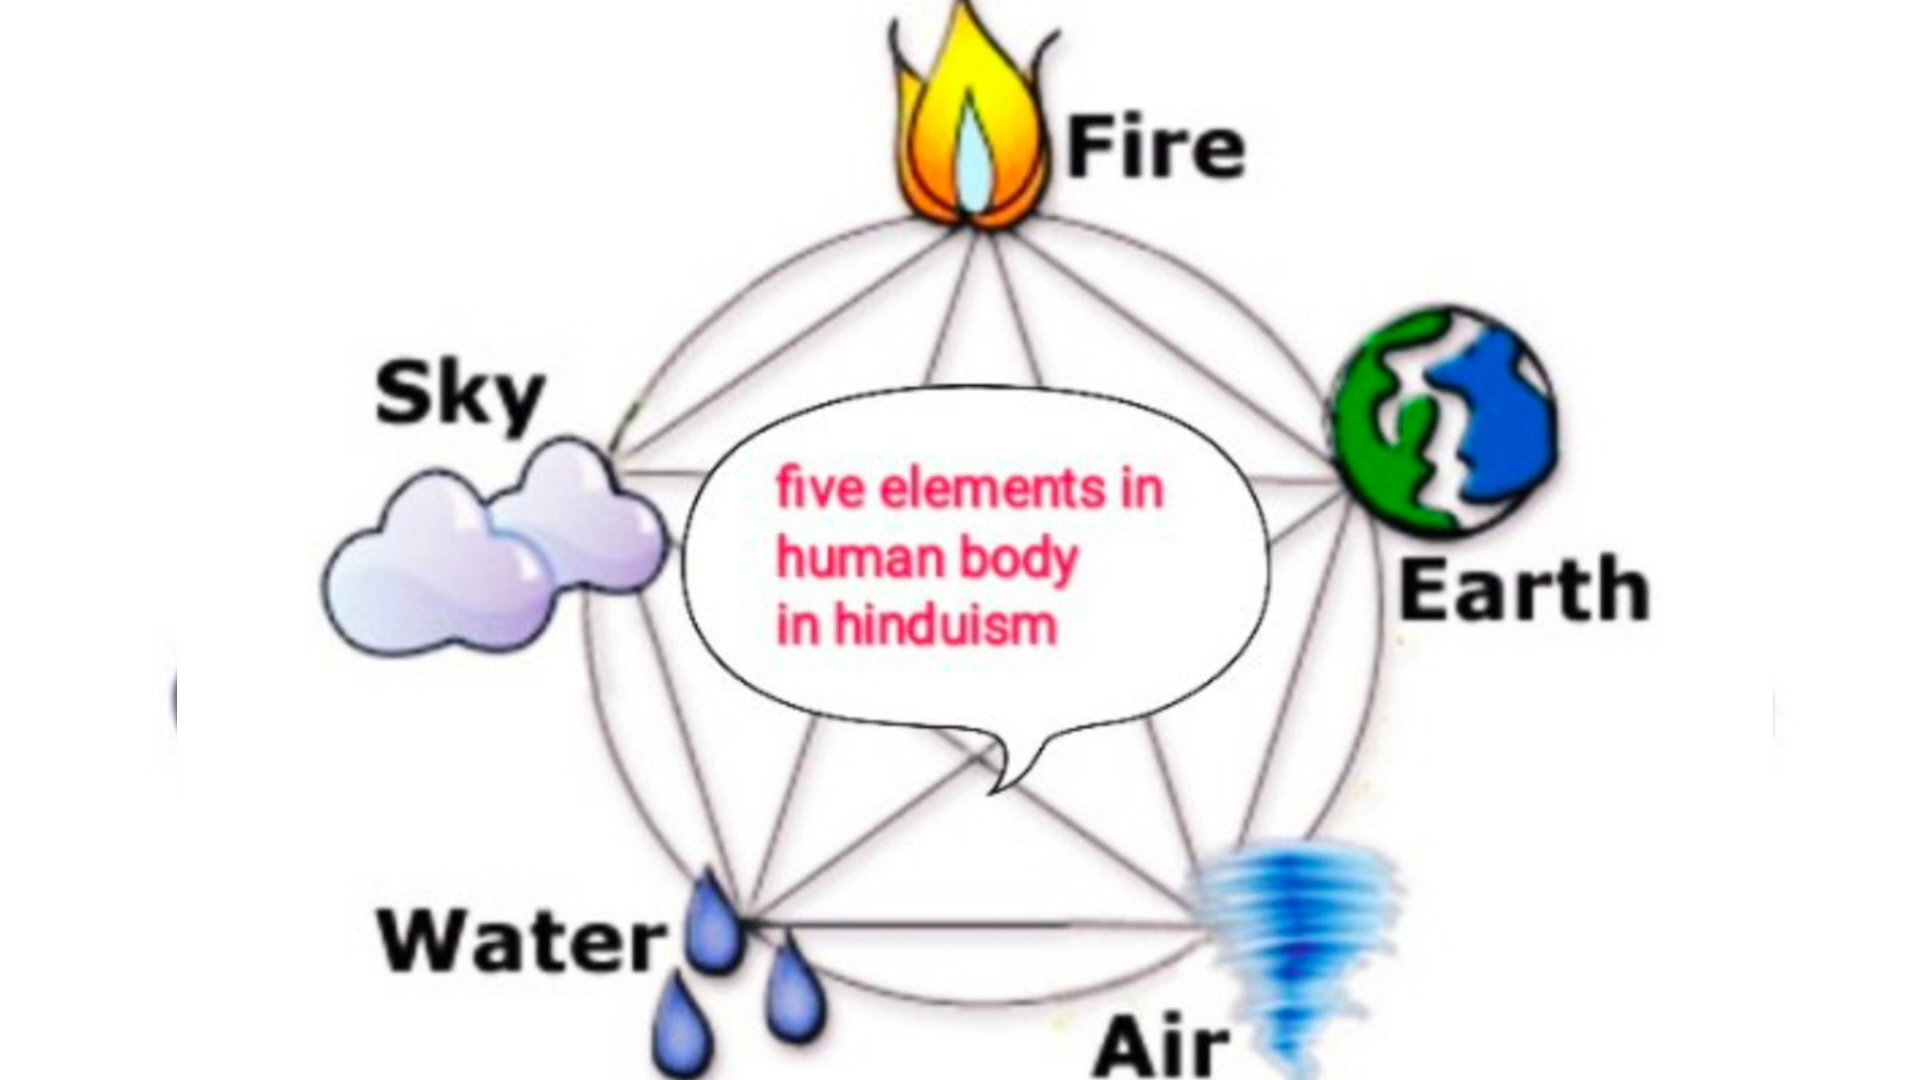 Fire
Sky
five elements in
human body
in hinduism
Earth
Water
Air